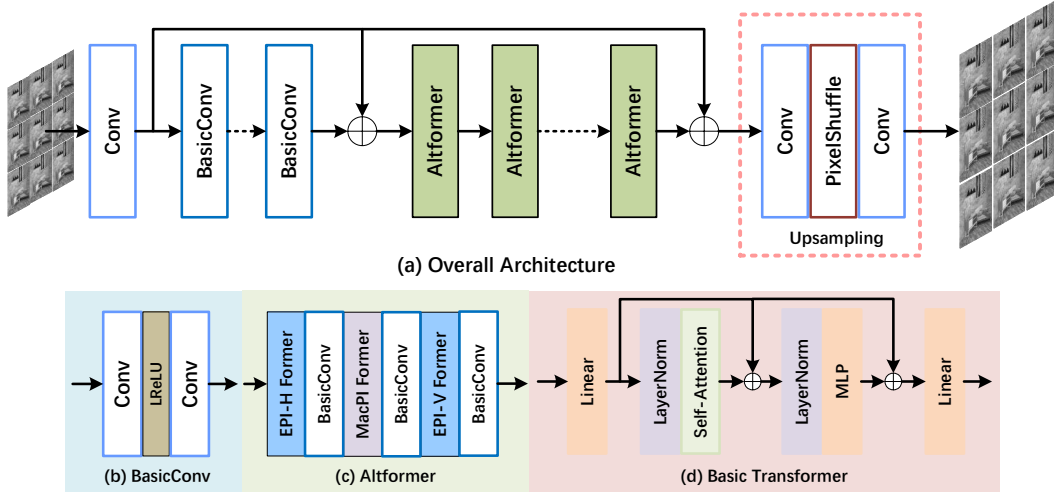 Conv
BasicConv
BasicConv
Altformer
Altformer
Altformer
Conv
PixelShuffle
Conv
Upsampling
(a) Overall Architecture
Conv
LReLU
Conv
(b) BasicConv
EPI-H Former
BasicConv
MacPI Former
BasicConv
EPI-V Former
BasicConv
(c) Altformer
Linear
LayerNorm
Self-Attention
LayerNorm
MLP
Linear
(d) Basic Transformer